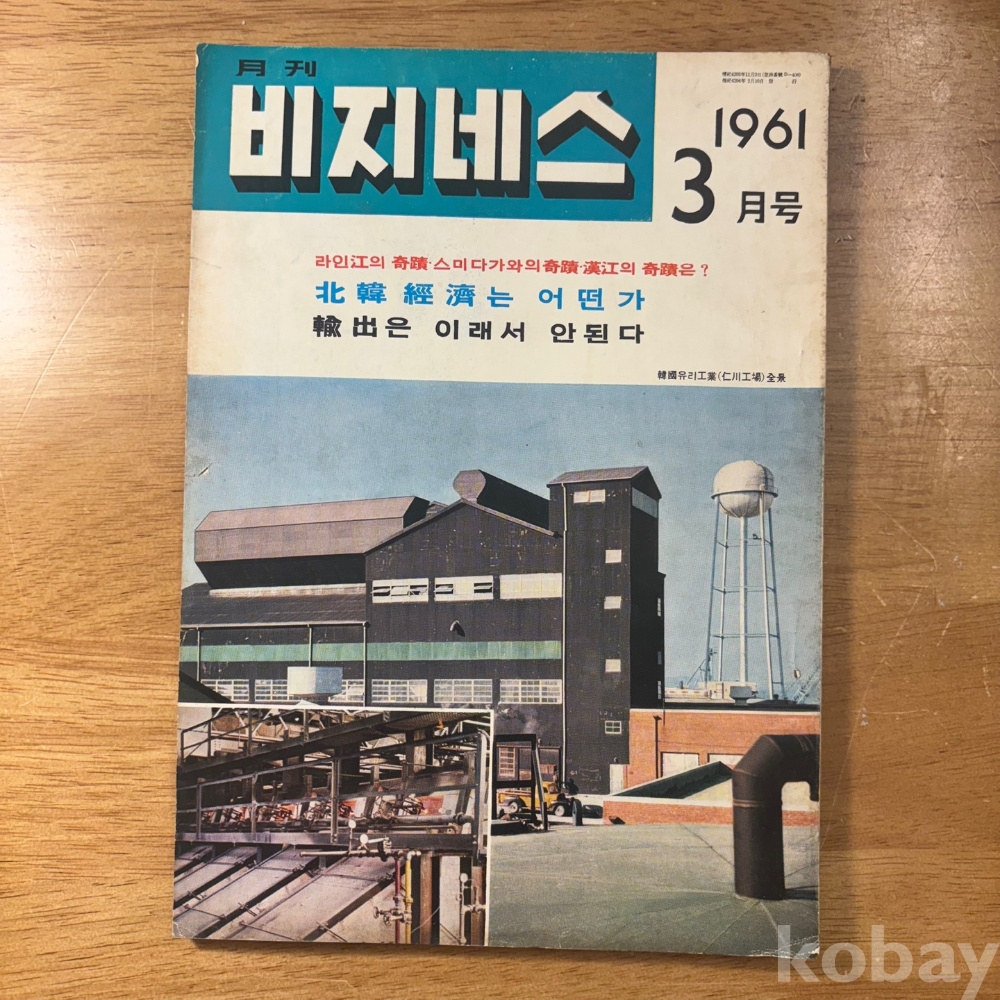 月刊
비지네스
1961
3月号
라인江의 奇蹟·스미다가와의奇蹟·漢江의 奇蹟은?
北韓 經濟는 어떤가
輸出은 이래서 안된다
韓國유리工業(仁川工場)全景
kobay